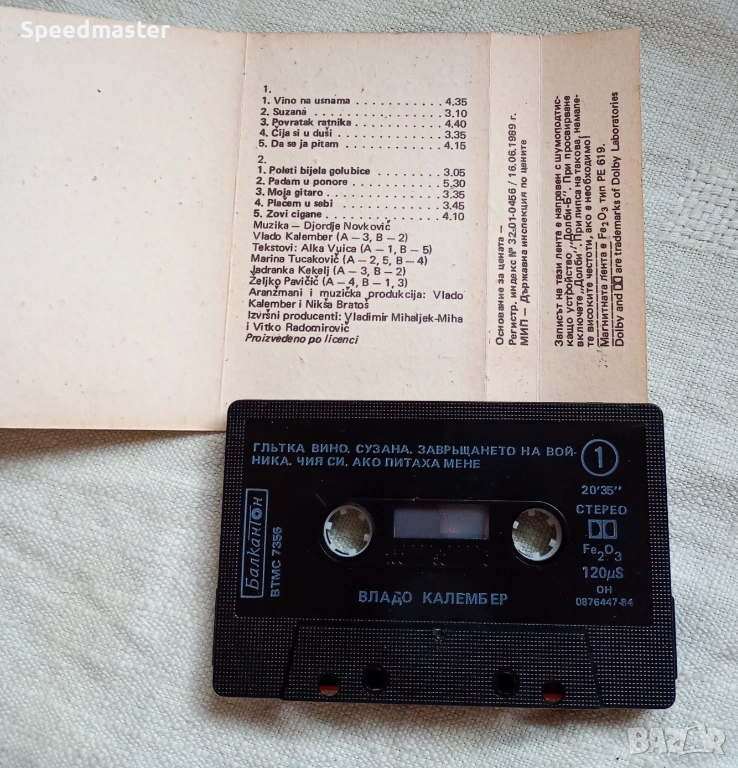 Speedmaster
1.
1. Vino na usnama . . . . . . . . . . . . 4.35
2. Suzana . . . . . . . . . . . . . . . . . . 3.10
3. Povratak ratnika . . . . . . . . . . . . 4,40
4. Čija si u duši . . . . . . . . . . . . . . 3,35
5. Da se ja pitam . . . . . . . . . . . . . 4.15
2.
1. Poleti bijela golubice . . . . . . . . . 3.05
2. Padam u ponore . . . . . . . . . . . . 5,30
3. Moja gitaro . . . . . . . . . . . . . . . 3.35
4. Plačem u sebi . . . . . . . . . . . . . 3.45
5. Zovi cigane . . . . . . . . . . . . . . . 4.10
Muzika — Djordje Novković
Vlado Kalember (A — 3, B — 2)
Tekstovi: Alka Vuica (A — 1, B — 5)
Marina Tucaković (A — 2, 5, B — 4)
Jadranka Kekelj (A — 3, B — 2)
Željko Pavičić (A — 4, B — 1, 3)
Aranžmani i muzička produkcija: Vlado
Kalember i Nikša Bratoš
Izvršni producenti: Vladimir Mihaljek-Miha
i Vitko Radomirović
Proizvedeno po licenci
Основание за цената —
Регистр. индекс № 32-01-0456 / 16.06.1989 г.
МИП — Държавна инспекция по цените
Записът на тази лента е направен с шумоподтис-
кащо устройство „Долби-Б". При просвирване
включете „Долби". При липса на такова, намале-
те високите честоти, ако е необходимо!
Магнитната лента е Fe2O3 тип PE 619.
Dolby and DD are trademarks of Dolby Laboratories
ГЛЪТКА ВИНО. СУЗАНА. ЗАВРЪЩАНЕТО НА ВОЙ-
НИКА. ЧИЯ СИ. АКО ПИТАХА МЕНЕ
1
20'35"
СТЕРЕО
Fe2O3
120µS
ОН
0876447-84
Балкантон
ВТМС 7356
ВЛАДО КАЛЕМБЕР
BAZAR